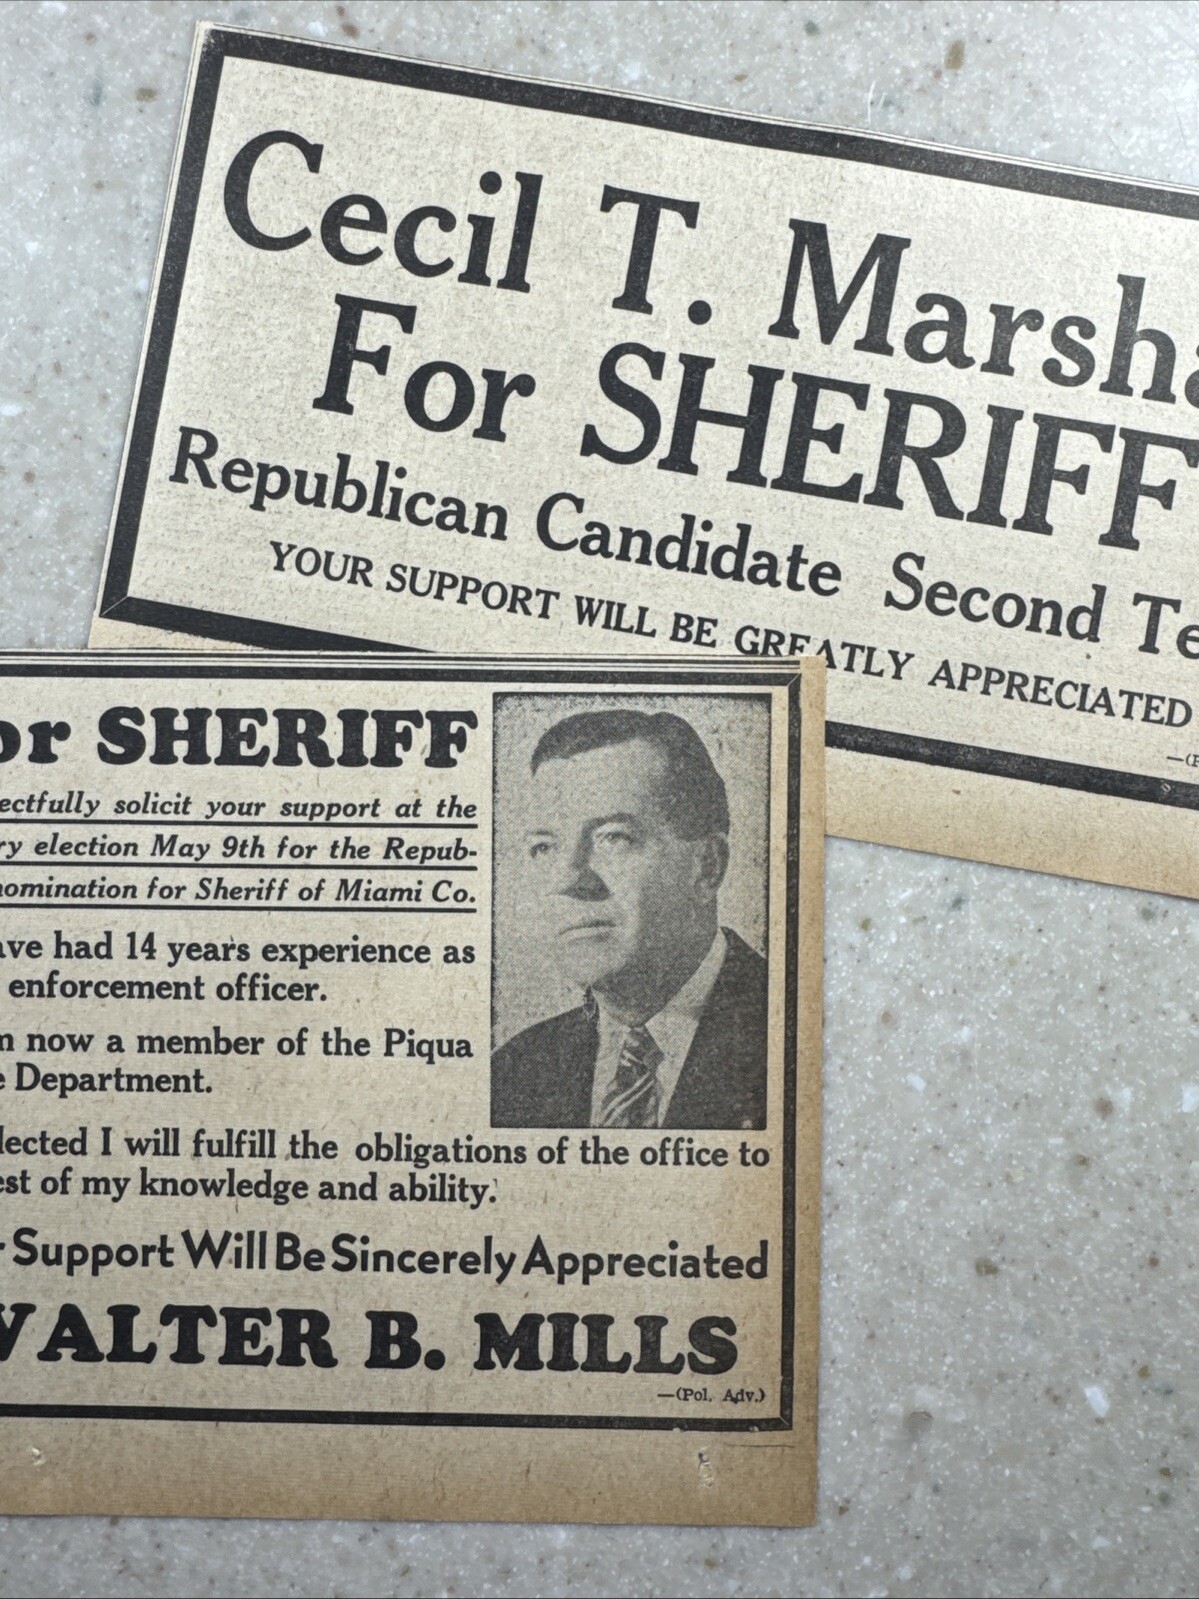 Cecil T. Marsha
For SHERIFF
Republican Candidate Second Te
YOUR SUPPORT WILL BE GREATLY APPRECIATED
—(P
or SHERIFF
ectfully solicit your support at the
ry election May 9th for the Repub-
nomination for Sheriff of Miami Co.
ave had 14 years experience as
enforcement officer.
m now a member of the Piqua
e Department.
lected I will fulfill the obligations of the office to
est of my knowledge and ability.
r Support Will Be Sincerely Appreciated
WALTER B. MILLS
—(Pol. Adv.)